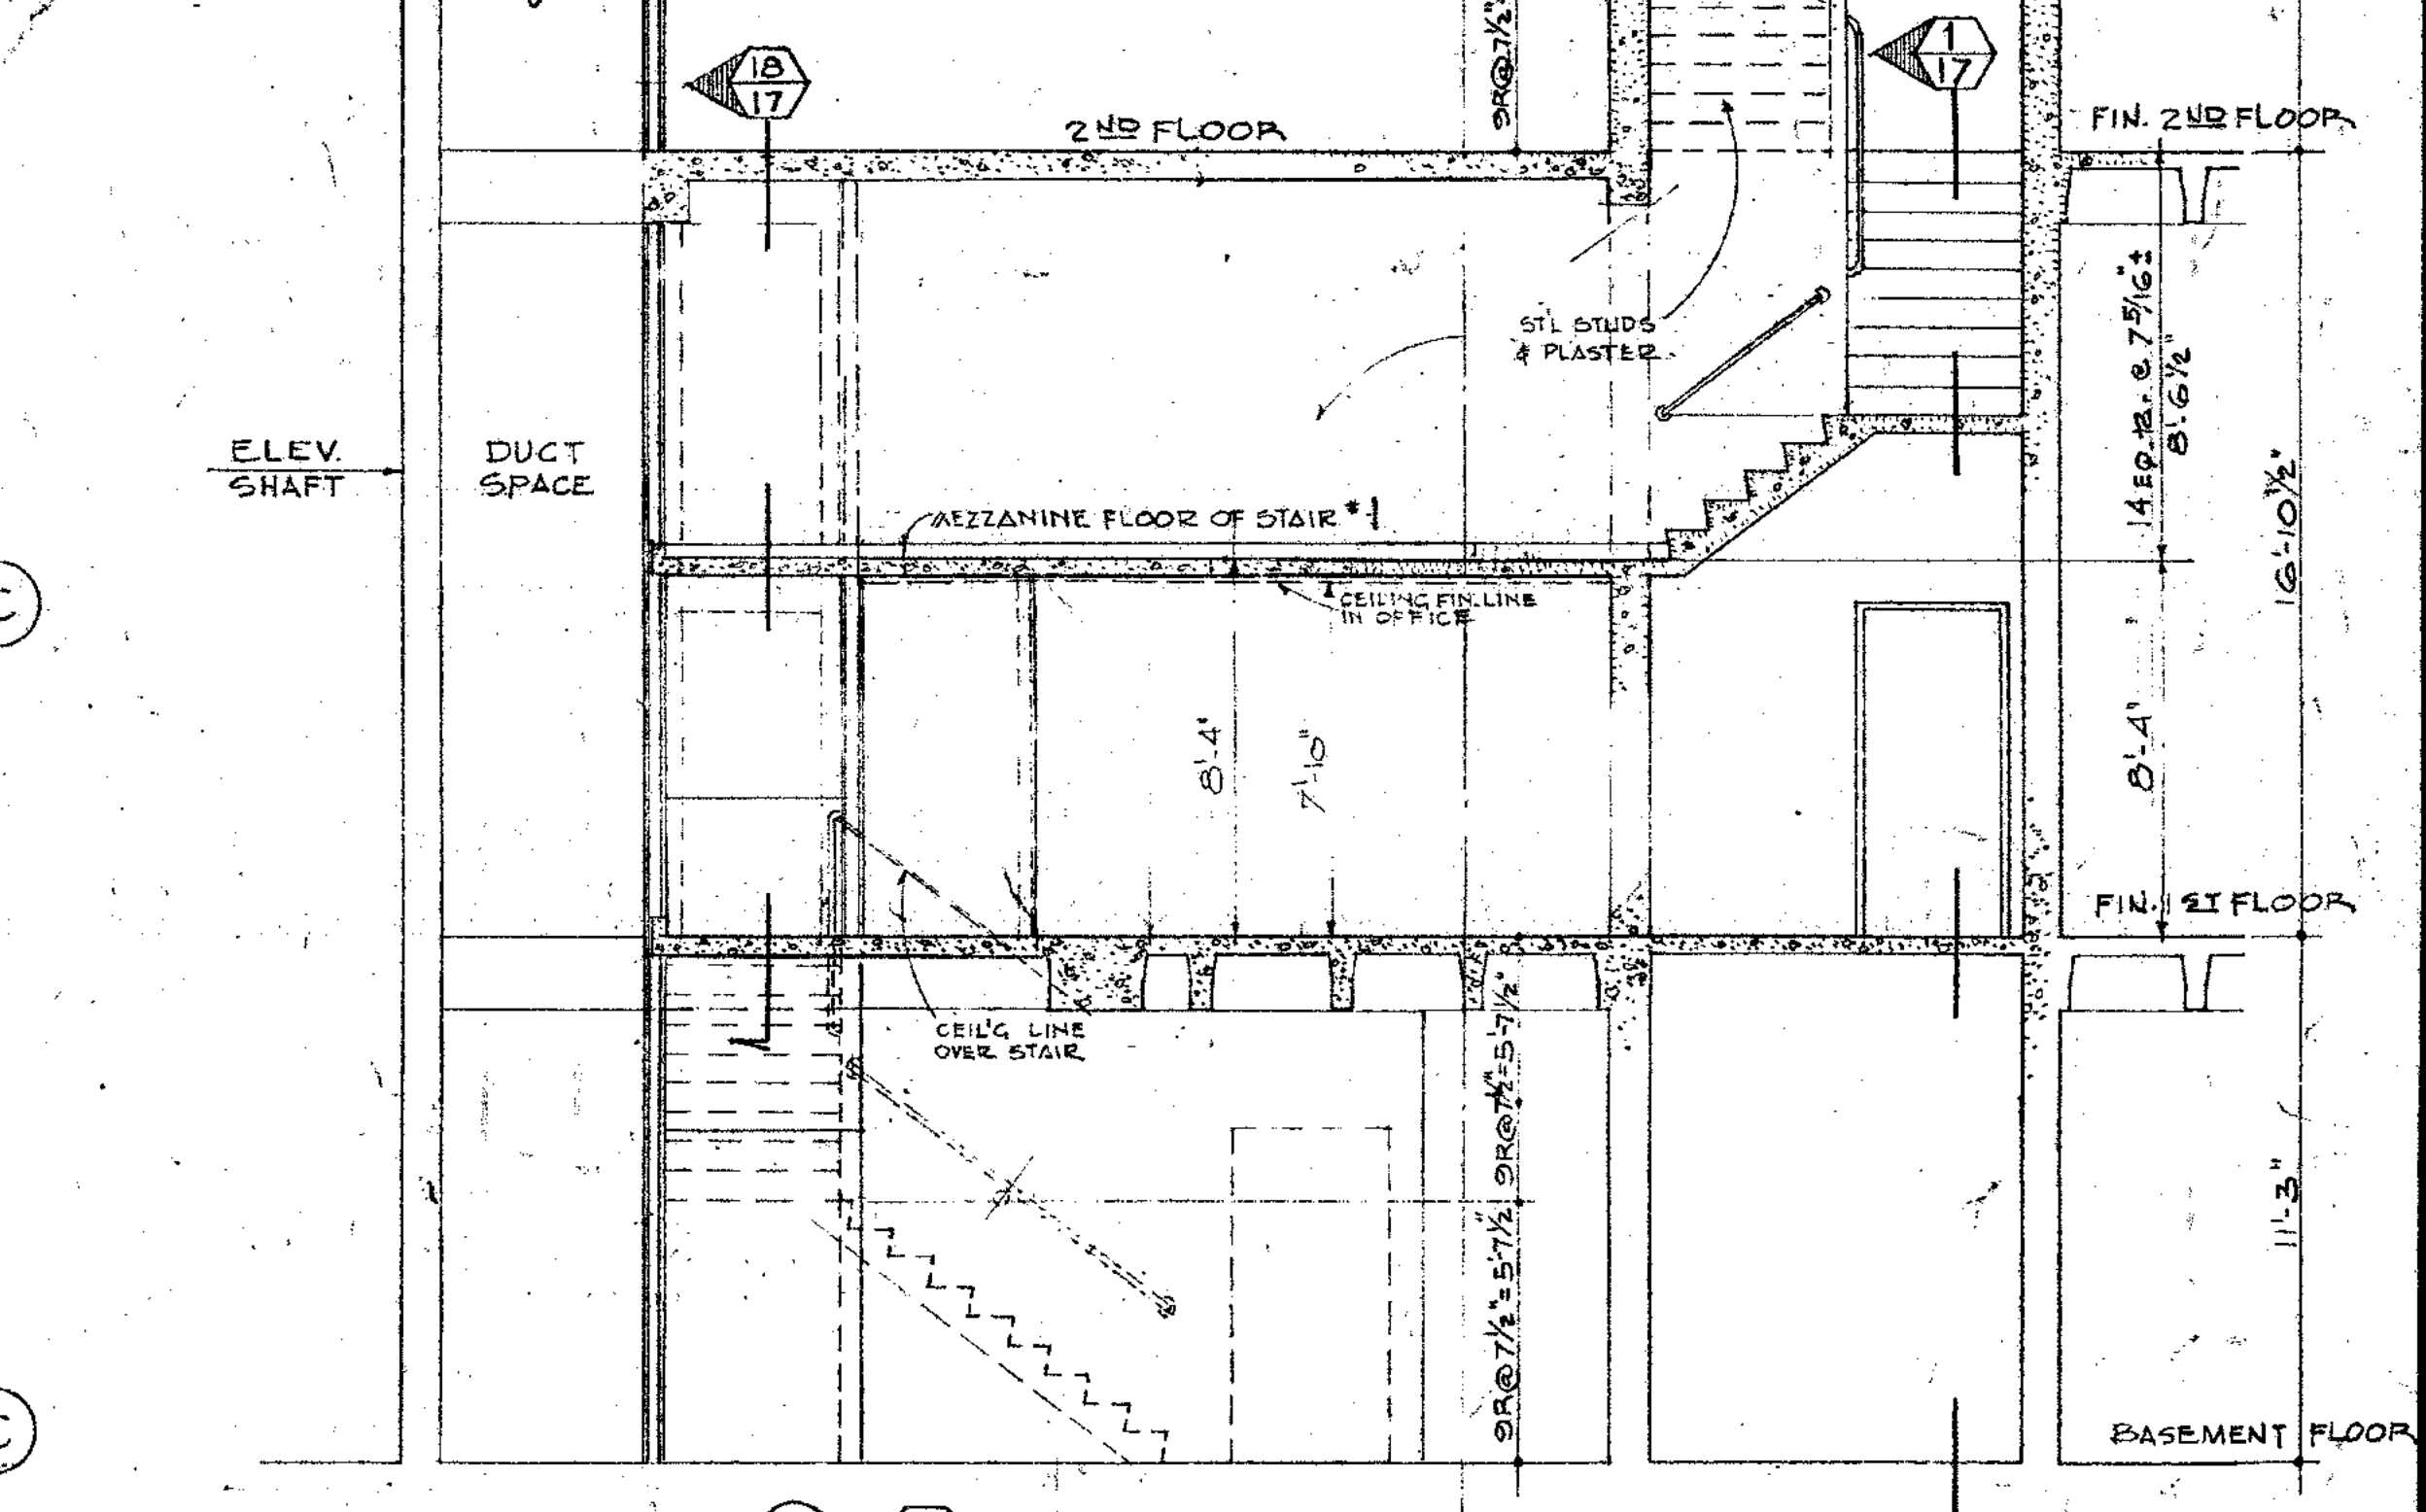 18
17
1
17
9R@7½"
2ND FLOOR
FIN. 2ND FLOOR
ST'L STUDS
& PLASTER.
14 EQ. R. @ 7 5/16"±
8'-6½"
16'-10½"
ELEV.
SHAFT
DUCT
SPACE
MEZZANINE FLOOR OF STAIR #1
CEILING FIN. LINE
IN OFFICE
8'-4"
7'-10"
8'-4"
FIN. 1ST FLOOR
CEIL'G LINE
OVER STAIR
9R@7½"=5'-7½"
9R@7½"=5'-7½"
11'-3"
BASEMENT FLOOR